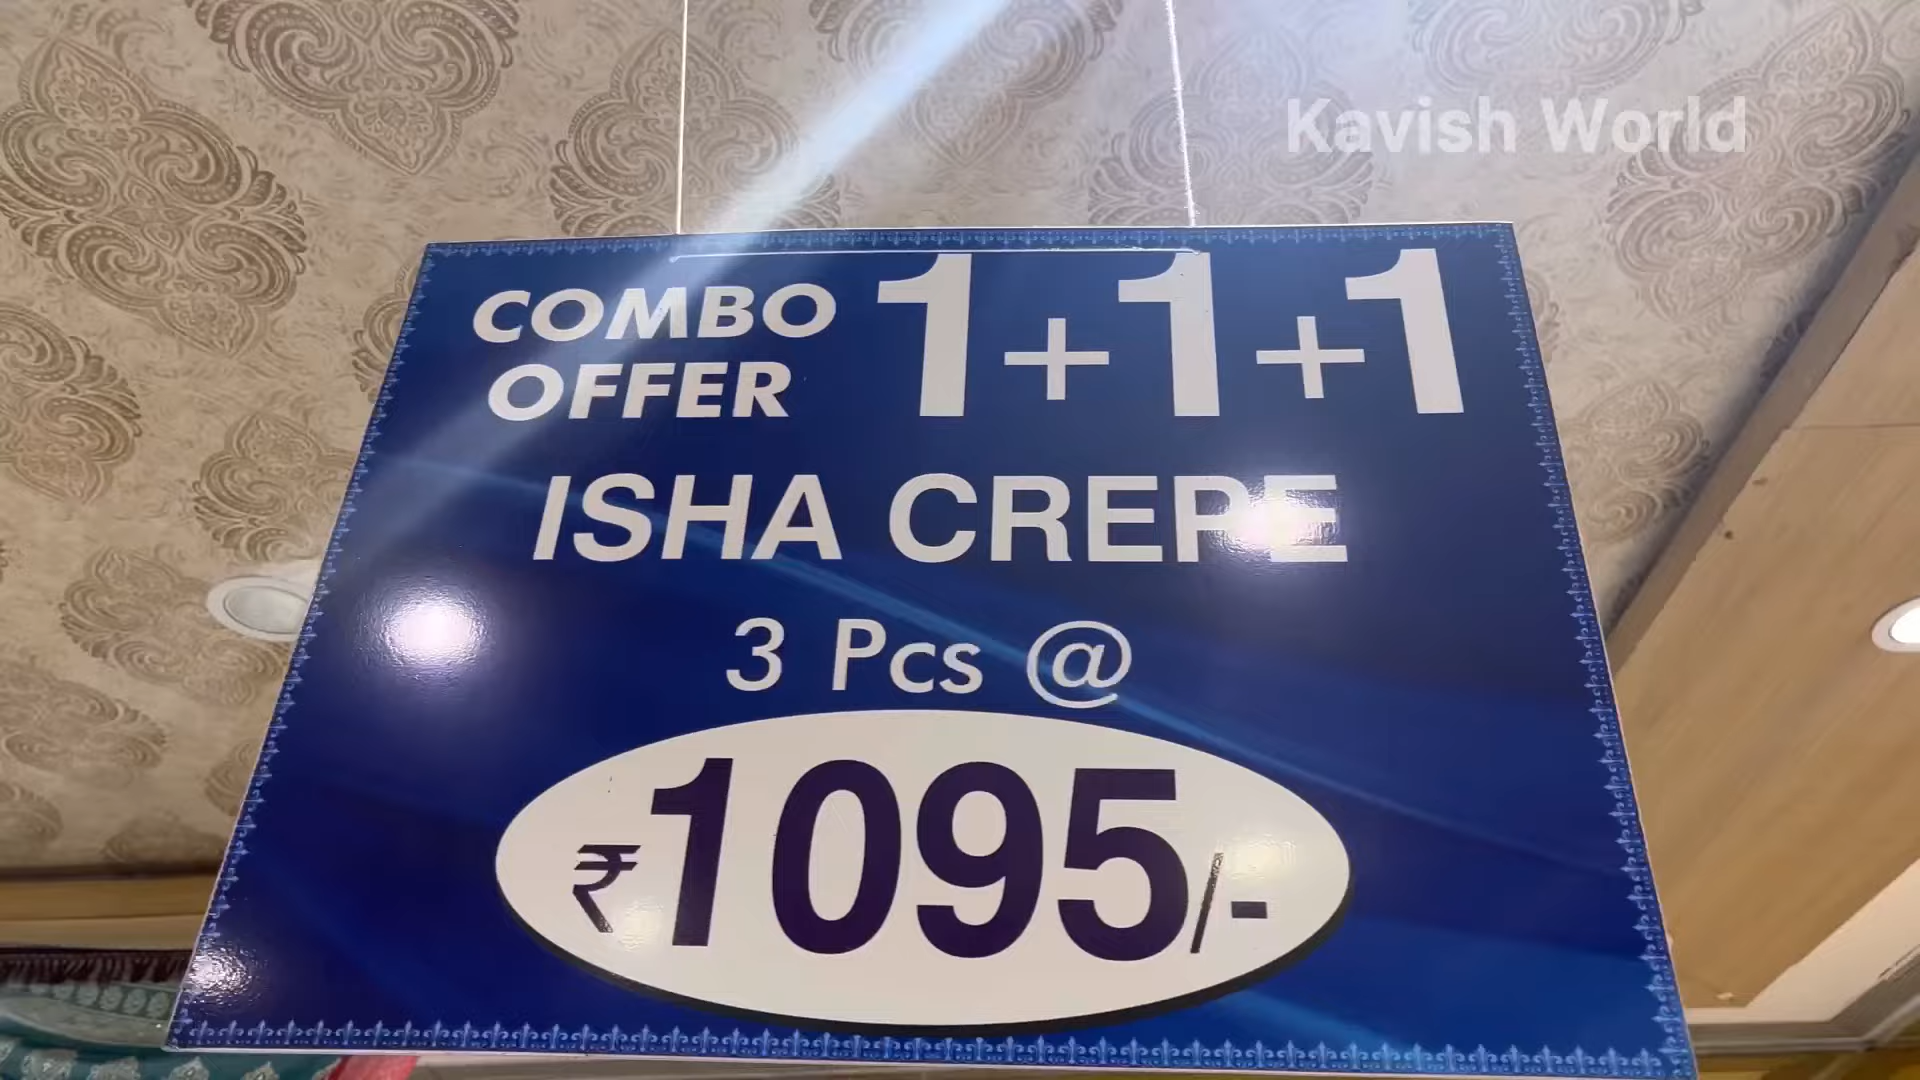 Kavish World
COMBO OFFER 1+1+1
ISHA CREPE
3 Pcs @
₹1095/-